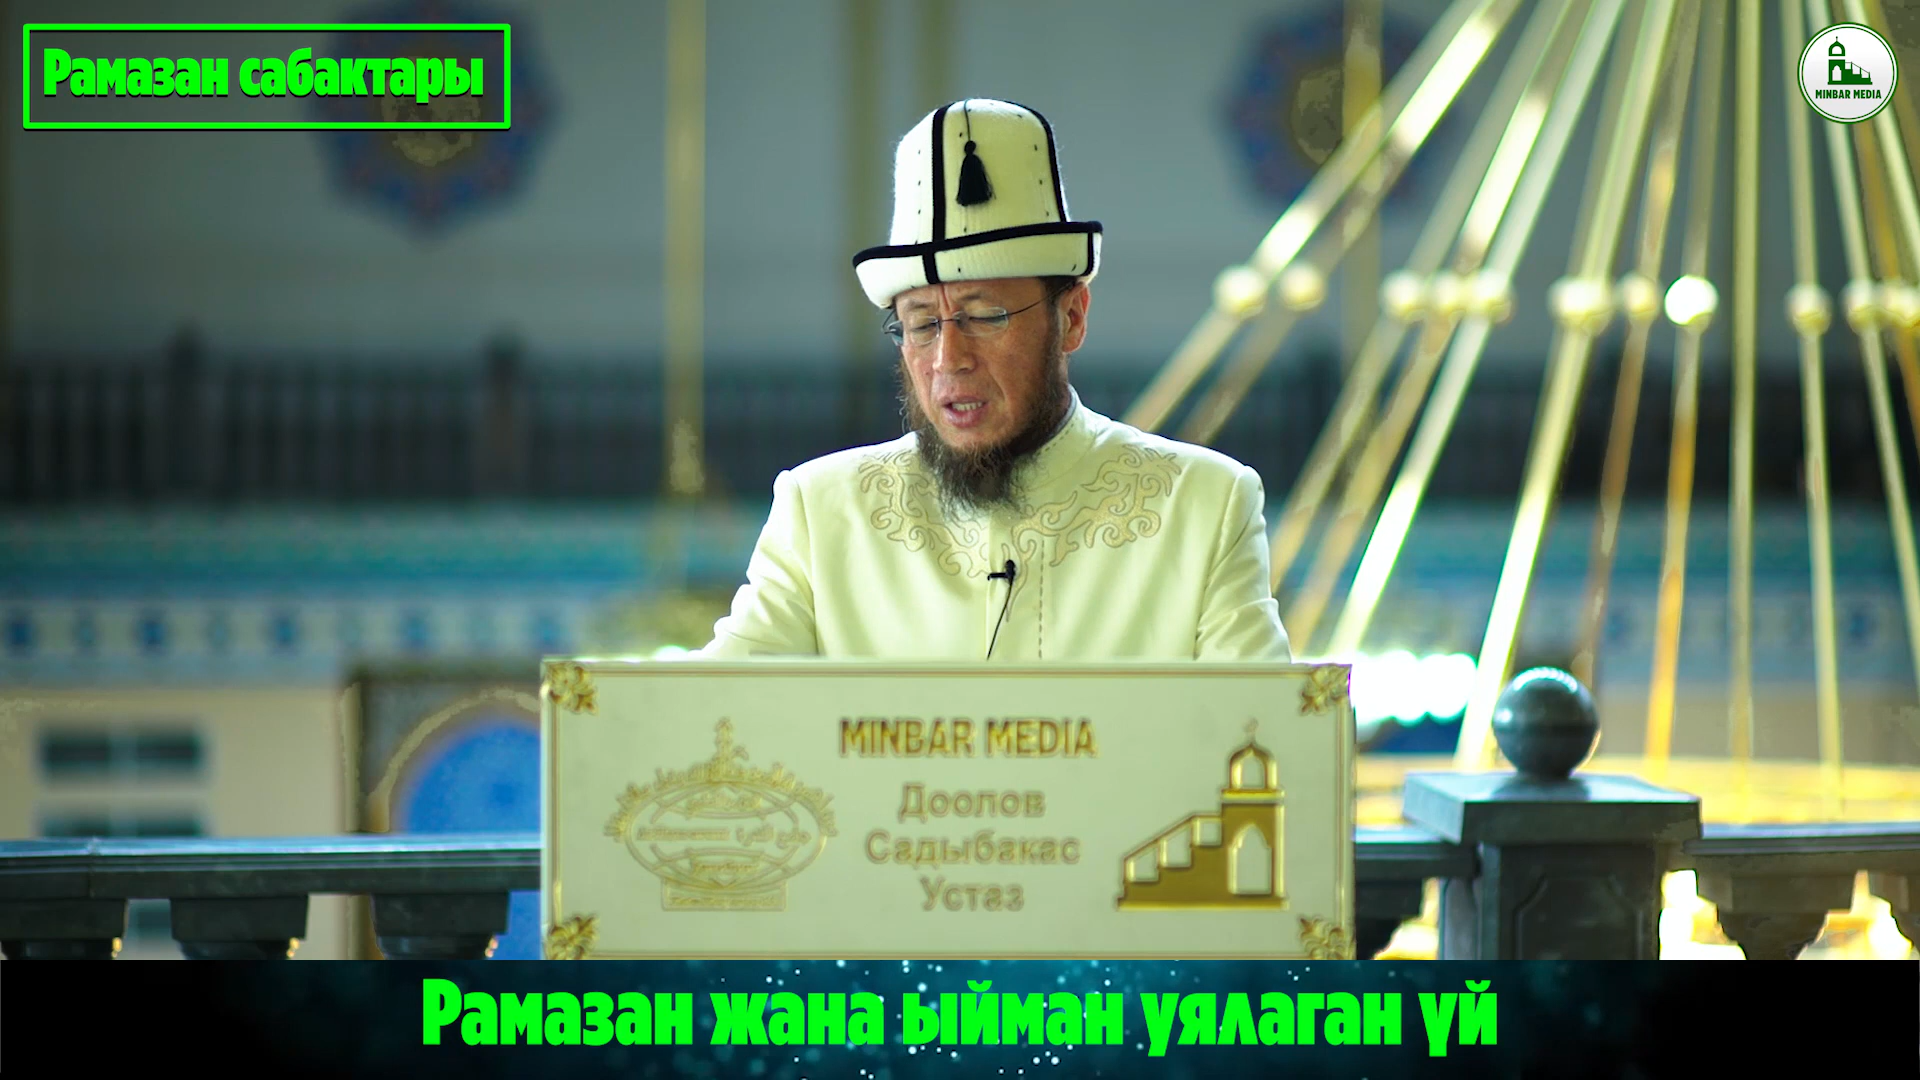 Рамазан сабактары
MINBAR MEDIA
MINBAR MEDIA
Доолов
Садыбакас
Устаз
Рамазан жана ыйман уялаган үй